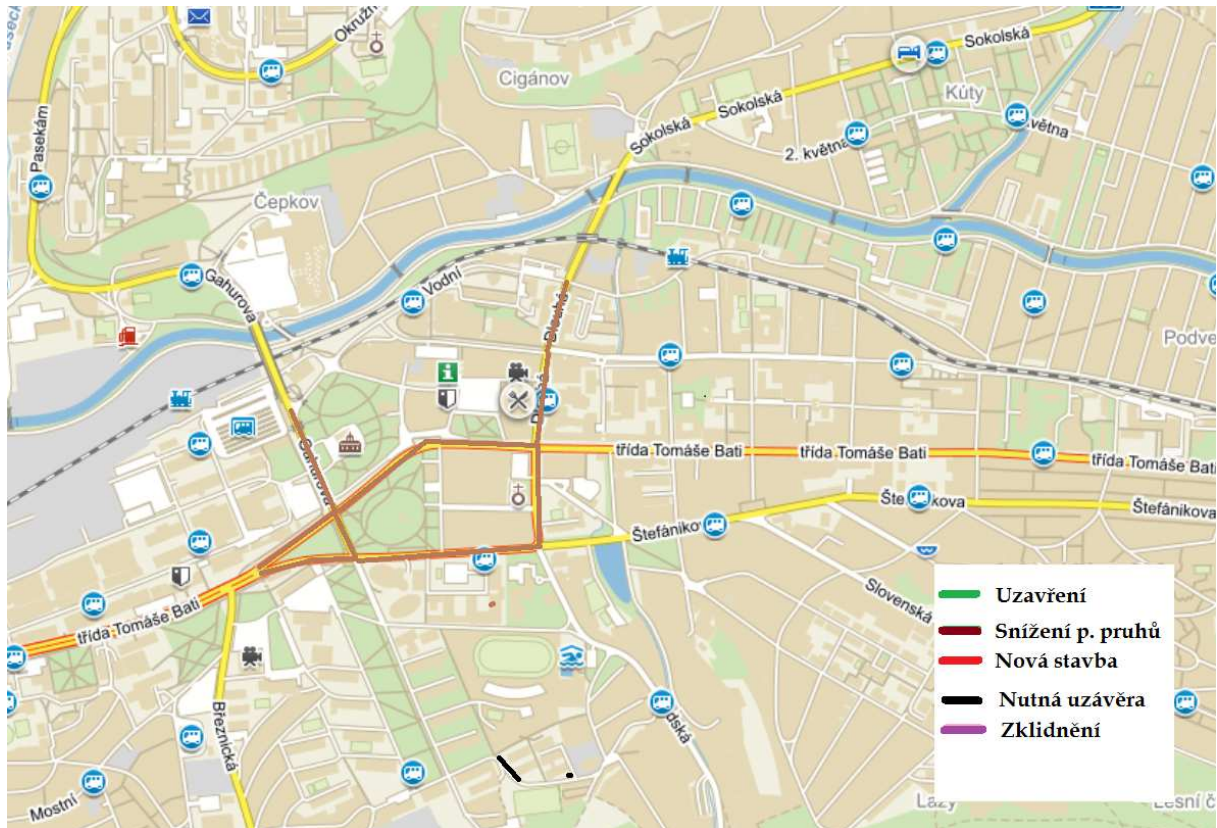 Okružní
Sokolská
Cigánov
Kúty
Pasekám
Sokolská
Sokolská
května
2. května
Čepkov
Gahurova
Vodní
Dlouhá
Podve
i
Gahurova
třída Tomáše Bati
třída Tomáše Bati
třída Tomáše Bati
Štefánikova
Štefánikova
Slovenská
třída Tomáše Bati
Březnická
Mostní
dská
Lazy
Lesní č
Uzavření
Snížení p. pruhů
Nová stavba
Nutná uzávěra
Zklidnění